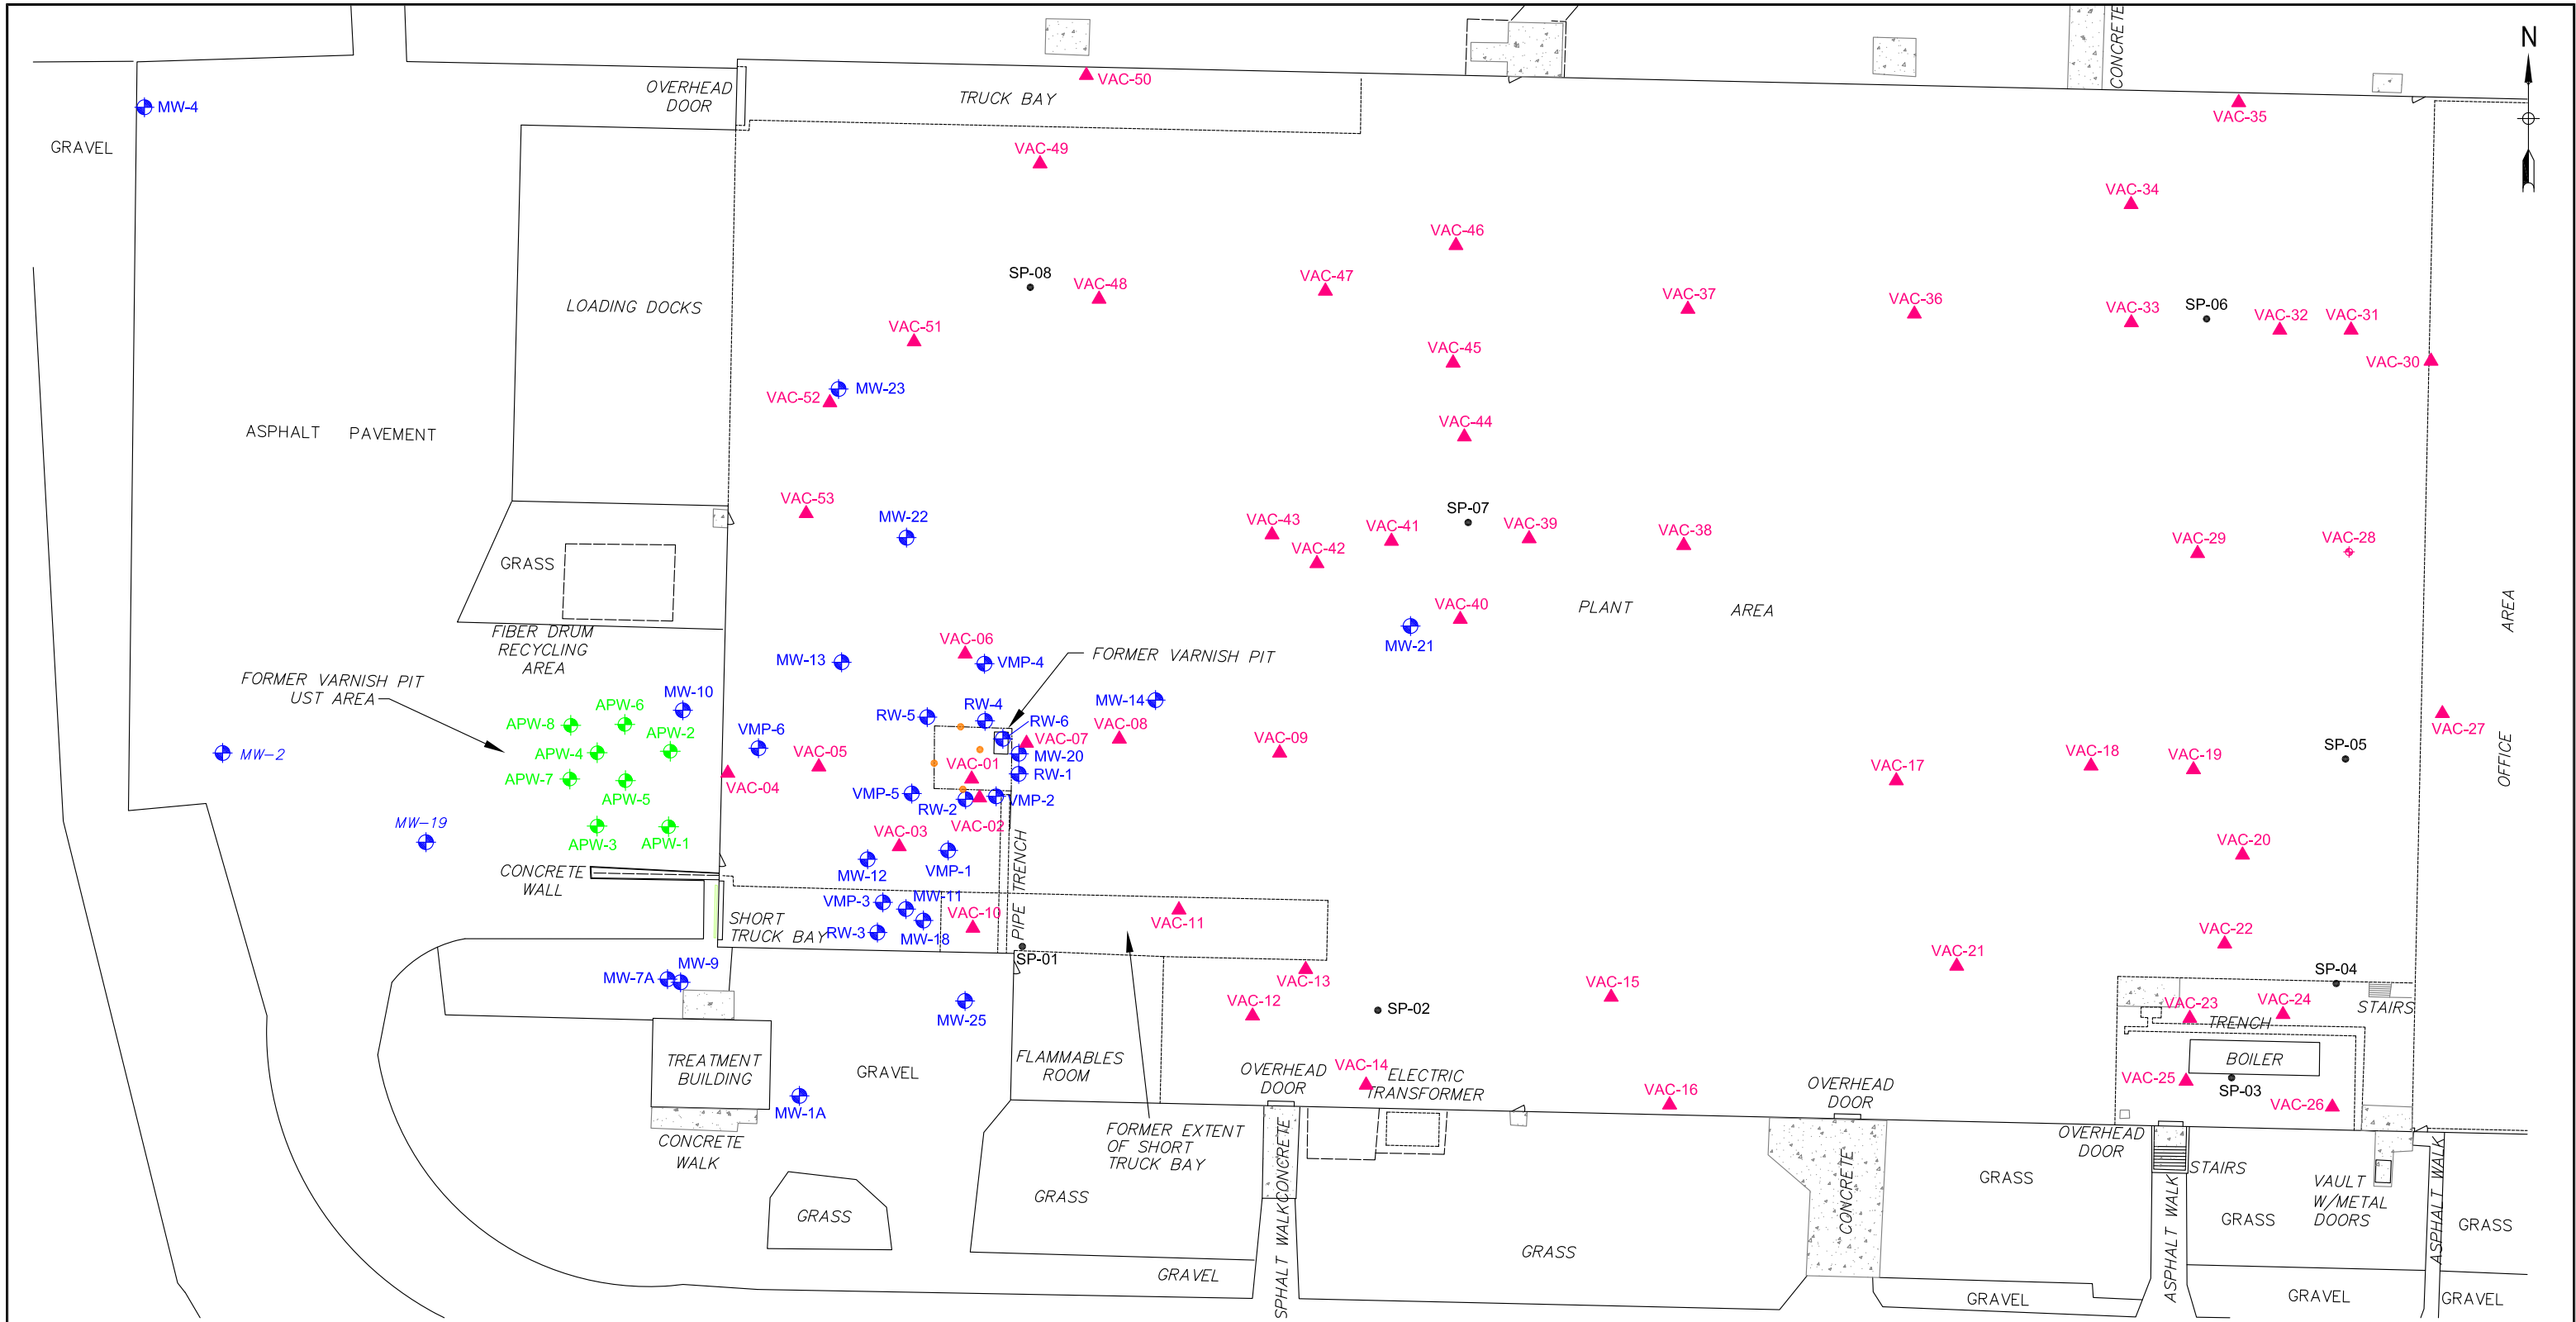 N
CONCRETE
VAC-50
OVERHEAD
DOOR
TRUCK BAY
VAC-35
MW-4
GRAVEL
VAC-49
VAC-34
VAC-46
SP-08
VAC-48
VAC-47
VAC-37
VAC-36
VAC-33
SP-06
VAC-32
VAC-31
LOADING DOCKS
VAC-51
VAC-45
VAC-30
MW-23
VAC-52
VAC-44
ASPHALT PAVEMENT
VAC-53
MW-22
VAC-43
VAC-42
VAC-41
SP-07
VAC-39
VAC-38
VAC-29
VAC-28
GRASS
VAC-40
MW-21
PLANT AREA
OFFICE AREA
FIBER DRUM
RECYCLING
AREA
MW-13
VAC-06
VMP-4
FORMER VARNISH PIT
FORMER VARNISH PIT
UST AREA
MW-10
MW-14
APW-8
APW-6
APW-2
RW-5
RW-4
RW-6
VAC-07
VAC-08
VAC-27
MW-2
APW-4
VMP-6
VAC-05
MW-20
VAC-09
VAC-18
VAC-19
SP-05
APW-7
APW-5
VAC-04
VAC-01
RW-1
VAC-17
VMP-5
RW-2
VMP-2
VAC-02
MW-19
APW-3
APW-1
VAC-03
VAC-20
MW-12
VMP-1
PIPE TRENCH
CONCRETE
WALL
VMP-3
MW-11
SHORT
TRUCK BAY
RW-3
MW-18
VAC-10
VAC-11
VAC-22
SP-01
VAC-21
MW-7A
MW-9
VAC-13
SP-04
VAC-12
SP-02
VAC-15
VAC-23
VAC-24
STAIRS
TRENCH
MW-25
TREATMENT
BUILDING
GRAVEL
FLAMMABLES
ROOM
OVERHEAD
DOOR
VAC-14
ELECTRIC
TRANSFORMER
VAC-16
OVERHEAD
DOOR
BOILER
VAC-25
SP-03
VAC-26
MW-1A
CONCRETE
WALK
FORMER EXTENT
OF SHORT
TRUCK BAY
CONCRETE
CONCRETE
OVERHEAD
DOOR
STAIRS
ASPHALT WALK
GRASS
GRASS
GRASS
VAULT
W/METAL
DOORS
GRASS
GRASS
GRASS
SPHALT WALK
ASPHALT WALK
GRAVEL
GRAVEL
GRAVEL
GRAVEL